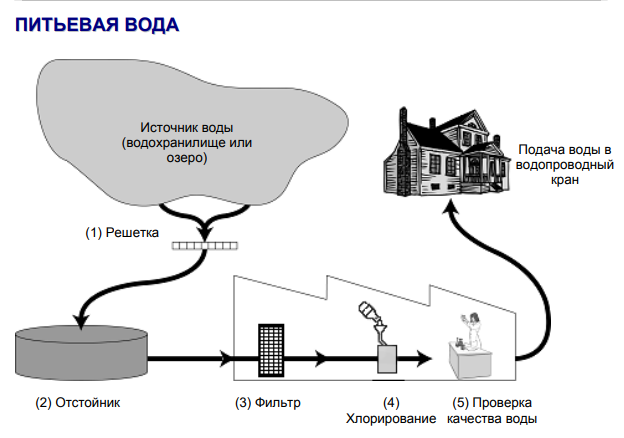 ПИТЬЕВАЯ ВОДА
Источник воды
(водохранилище или
озеро)
Подача воды в
водопроводный
кран
(1) Решетка
(2) Отстойник
(3) Фильтр
(4)
Хлорирование
(5) Проверка
качества воды